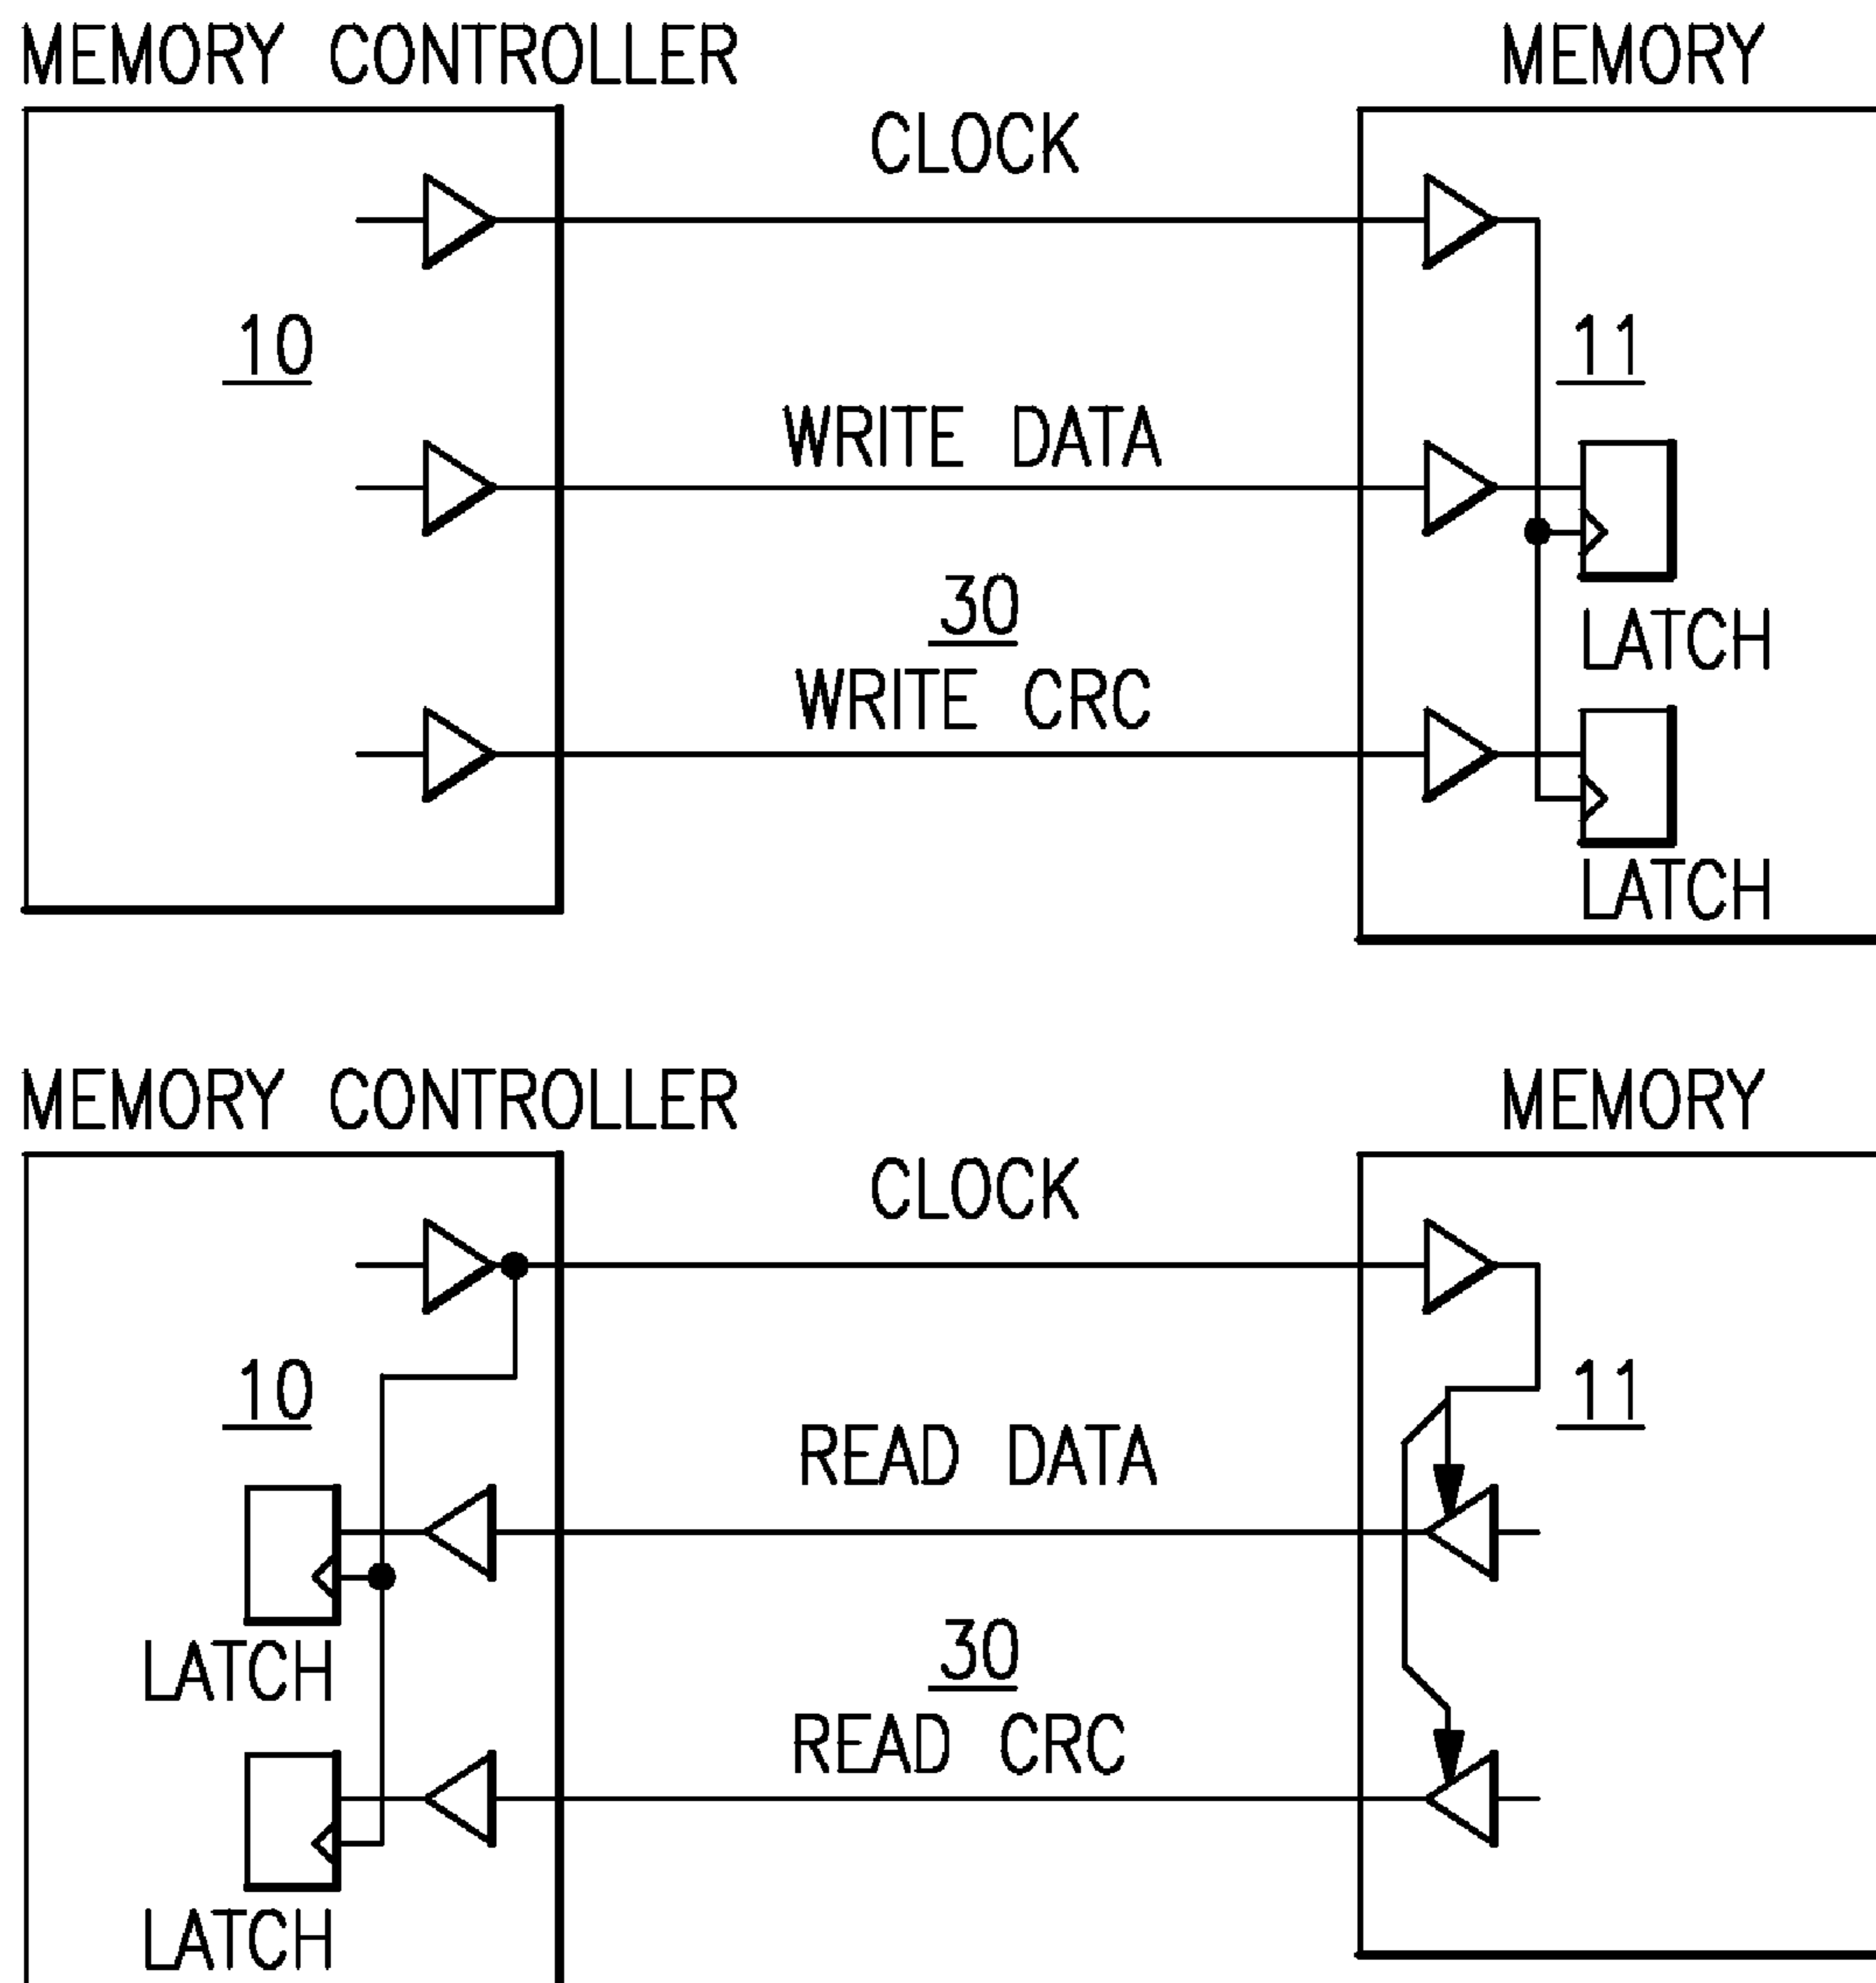 MEMORY CONTROLLER
MEMORY
CLOCK
10
11
WRITE DATA
30
LATCH
WRITE CRC
LATCH
MEMORY CONTROLLER
MEMORY
CLOCK
10
11
READ DATA
LATCH
30
READ CRC
LATCH